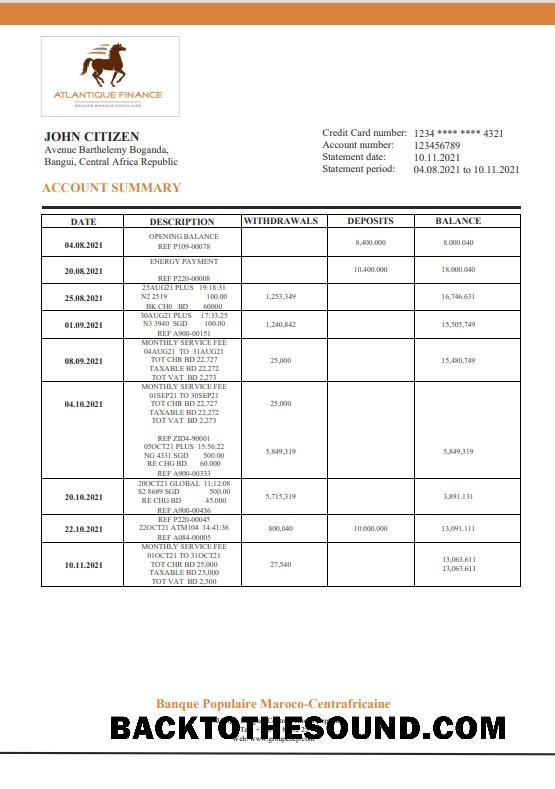 ATLANTIQUE FINANCE
GROUPE BANQUE POPULAIRE
JOHN CITIZEN
Avenue Barthelemy Boganda,
Bangui, Central Africa Republic
Credit Card number: 1234 **** **** 4321
Account number: 123456789
Statement date: 10.11.2021
Statement period: 04.08.2021 to 10.11.2021
ACCOUNT SUMMARY
DATE DESCRIPTION WITHDRAWALS DEPOSITS BALANCE
OPENING BALANCE
04.08.2021 REF P109-00078 8,400.000 8.000.040
ENERGY PAYMENT
20.08.2021 10.400.000 18.000.040
REF P220-00008
25AUG21 PLUS 19:18:31
25.08.2021 N2 2519 100.00 1,253,349 16,746.631
BK CH0 BD 60000
30AUG21 PLUS 17:33:25
01.09.2021 N3 3940 SGD 100.00 1,240,842 15,505,749
REF A900-00151
MONTHLY SERVICE FEE
04AUG21 TO 31AUG21
08.09.2021 TOT CHR BD 22,727 25,000 15,480,749
TAXABLE BD 22,272
TOT VAT BD 2,273
MONTHLY SERVICE FEE
01SEP21 TO 30SEP21
04.10.2021 TOT CHR BD 22,727 25,000
TAXABLE BD 22,272
TOT VAT BD 2,273
REP ZID4-90001
05OCT21 PLUS 15:56:22
NG 4331 SGD 500.00 5,849,319 5,849,319
RE CHG BD 60.000
REF A900-00333
20OCT21 GLOBAL 11:12:08
20.10.2021 S2 8689 SGD 500.00 5,715,319 3,891.131
RE CHG BD 45.000
REF A900-00436
REF P220-00045
22.10.2021 22OCT21 ATM104 14:41:36 800,040 10.000.000 13,091.111
REF A084-00005
MONTHLY SERVICE FEE
01OCT21 TO 31OCT21
10.11.2021 TOT CHR BD 25,000 27,540 13,063.611
TAXABLE BD 25,000 13,063.611
TOT VAT BD 2,500
Banque Populaire Maroco-Centrafricaine
BACKTOTHESOUND.COM